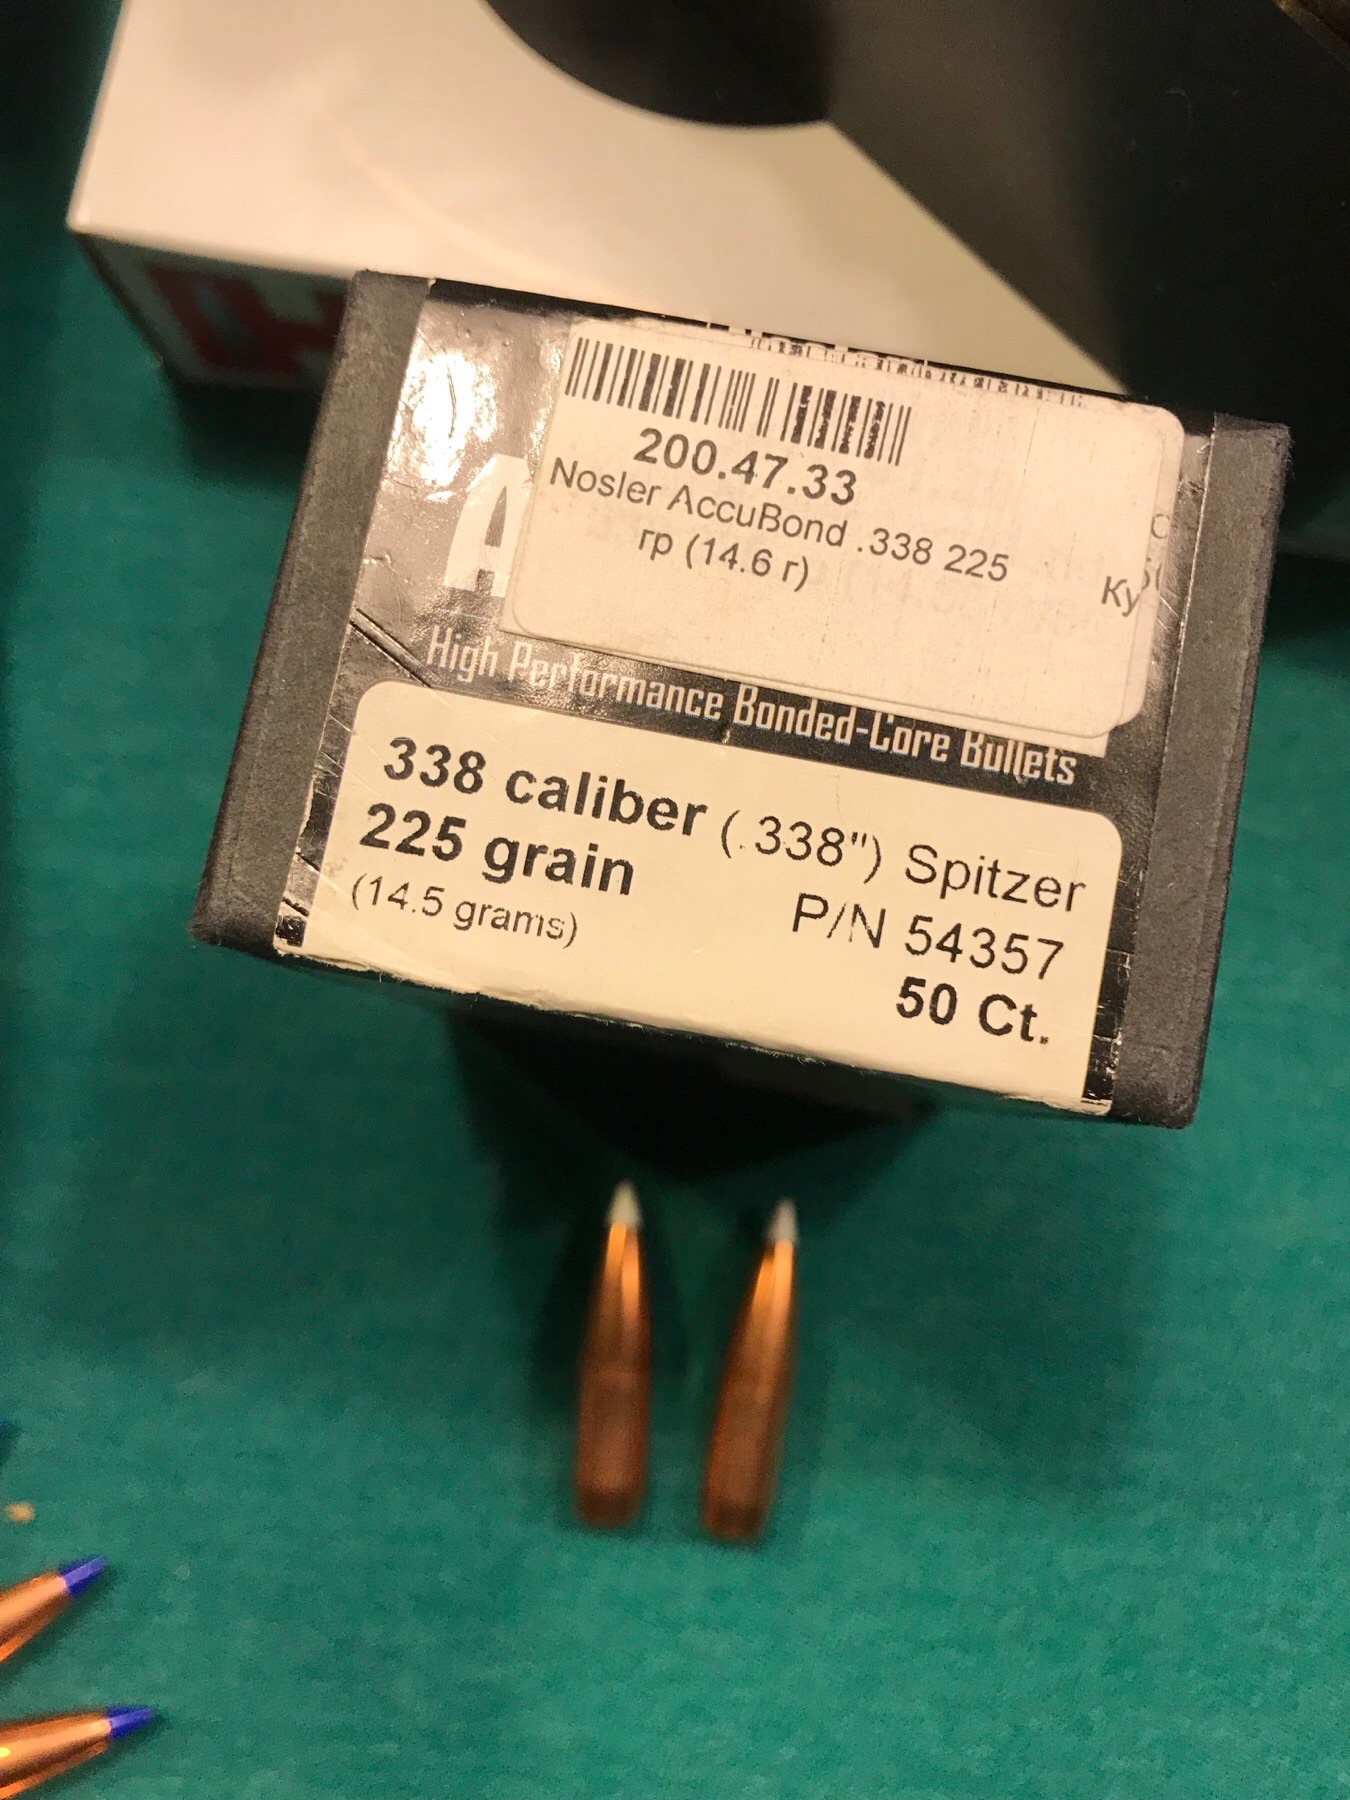 200.47.33
Nosler AccuBond .338 225
гр (14.6 г)
Ку
A
High Performance Bonded-Core Bullets
338 caliber (.338") Spitzer
225 grain
(14.5 grams)
P/N 54357
50 Ct.